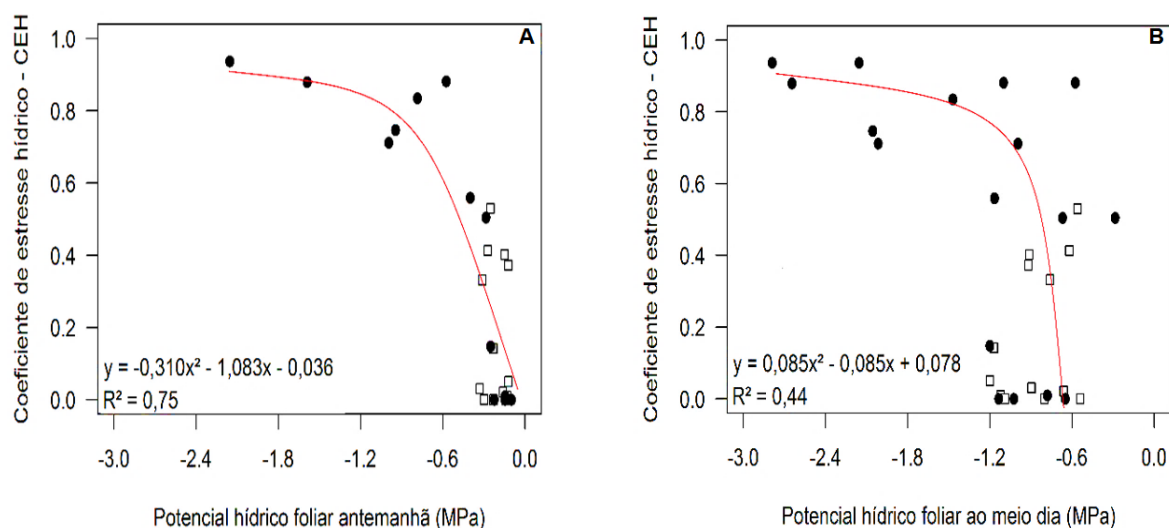 A
Coeficiente de estresse hídrico - CEH
1.0
0.8
0.6
0.4
0.2
0.0
y = -0,310x² - 1,083x - 0,036
R² = 0,75
-3.0 -2.4 -1.8 -1.2 -0.6 0.0
Potencial hídrico foliar antemanhã (MPa)
B
Coeficiente de estresse hídrico - CEH
1.0
0.8
0.6
0.4
0.2
0.0
y = 0,085x² - 0,085x + 0,078
R² = 0,44
-3.0 -2.4 -1.8 -1.2 -0.6 0.0
Potencial hídrico foliar ao meio dia (MPa)